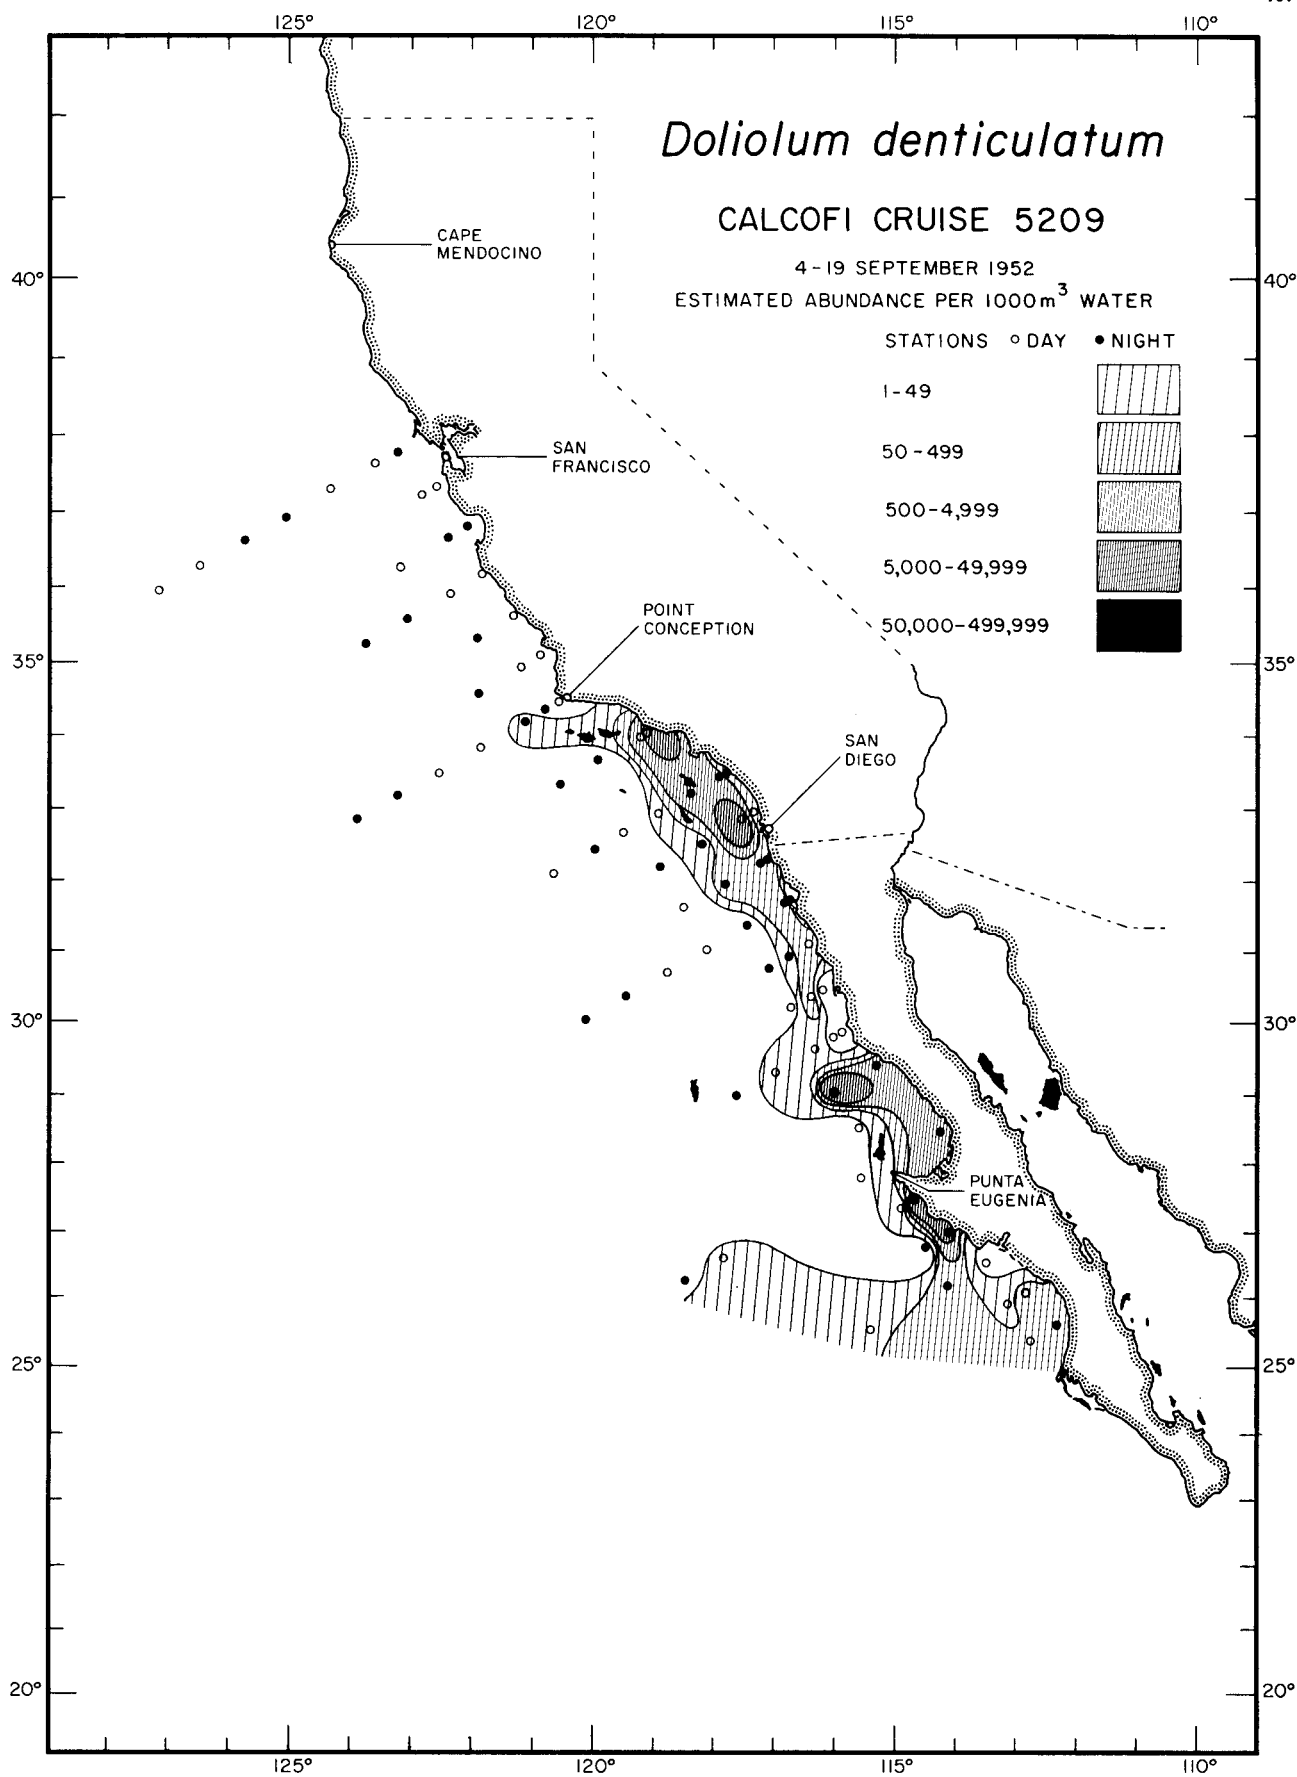 125° 120° 115° 110°
Doliolum denticulatum
CALCOFI CRUISE 5209
4-19 SEPTEMBER 1952
ESTIMATED ABUNDANCE PER 1000m³ WATER
STATIONS ○ DAY ● NIGHT
1-49
50-499
500-4,999
5,000-49,999
50,000-499,999
CAPE
MENDOCINO
40° 40°
SAN
FRANCISCO
POINT
CONCEPTION
35° 35°
SAN
DIEGO
30° 30°
PUNTA
EUGENIA
25° 25°
20° 20°
125° 120° 115° 110°